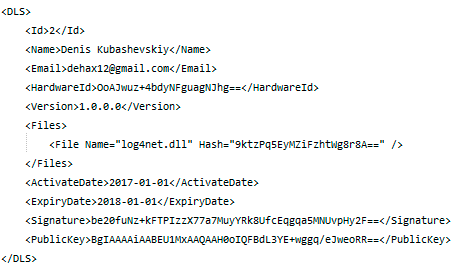 <DLS>
<Id>2</Id>
<Name>Denis Kubashevskiy</Name>
<Email>dehax12@gmail.com</Email>
<HardwareId>OoAJwuz+4bdyNFguagNJhg==</HardwareId>
<Version>1.0.0.0</Version>
<Files>
<File Name="log4net.dll" Hash="9ktzPq5EyMZiFzhtWg8r8A==" />
</Files>
<ActivateDate>2017-01-01</ActivateDate>
<ExpiryDate>2018-01-01</ExpiryDate>
<Signature>be20fuNz+kFTPIzzX77a7MuyYRk8UfcEqgqa5MNUvpHy2F==</Signature>
<PublicKey>BgIAAAAiAABEU1MxAAQAAH0oIQFBdL3YE+wggq/eJweoRR==</PublicKey>
</DLS>